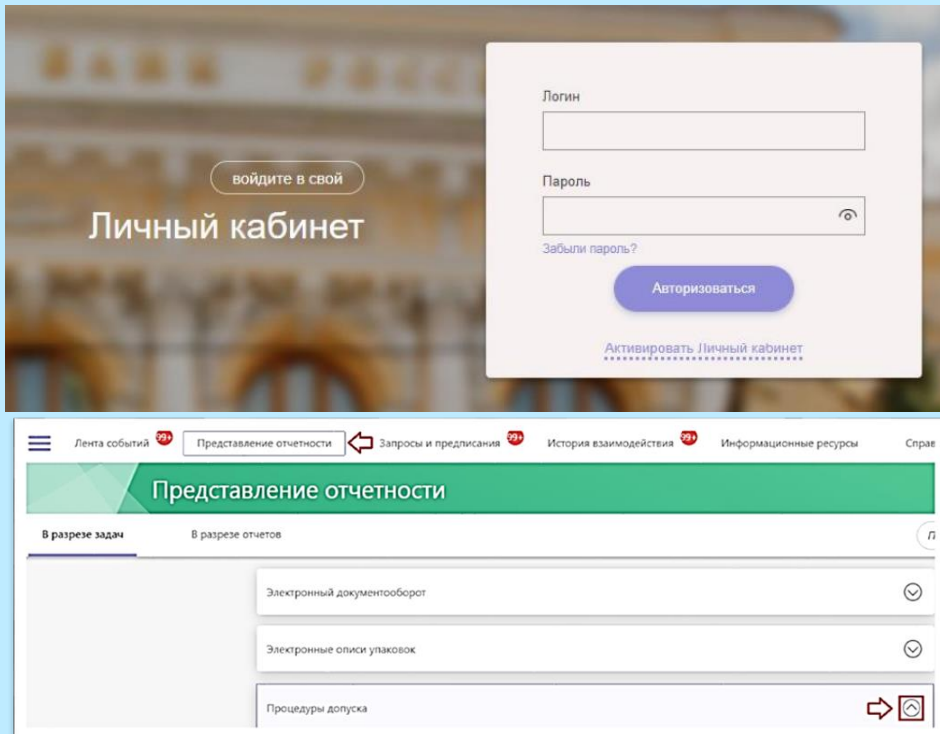 БАНК РОСС
Логин
войдите в свой
Личный кабинет
Пароль
Забыли пароль?
Авторизоваться
Активировать Личный кабинет
Лента событий 99+ Представление отчетности Запросы и предписания 99+ История взаимодействия 99+ Информационные ресурсы Справ
Представление отчетности
В разрезе задач В разрезе отчетов П
Электронный документооборот
Электронные описи упаковок
Процедуры допуска